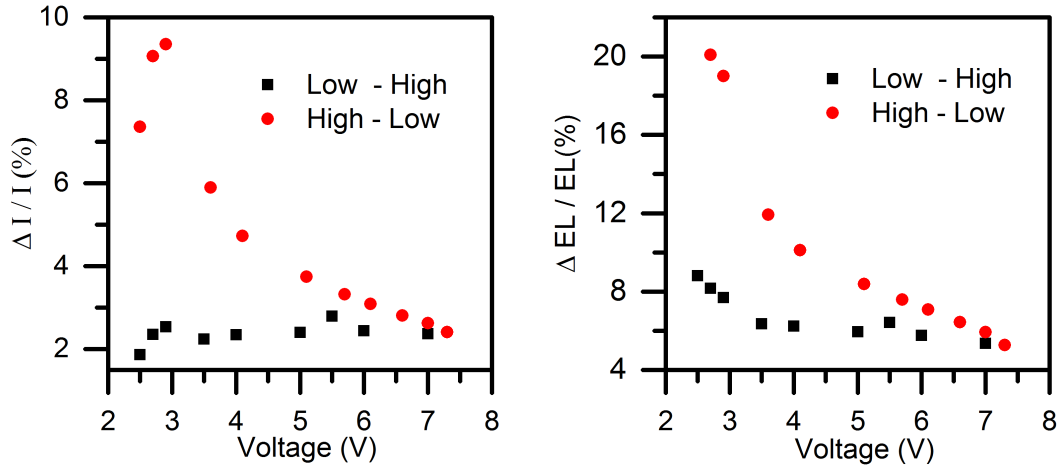 10
8
6
4
2
Δ I / I (%)
Low - High
High - Low
2 3 4 5 6 7 8
Voltage (V)
20
16
12
8
4
Δ EL / EL(%)
Low - High
High - Low
2 3 4 5 6 7 8
Voltage (V)